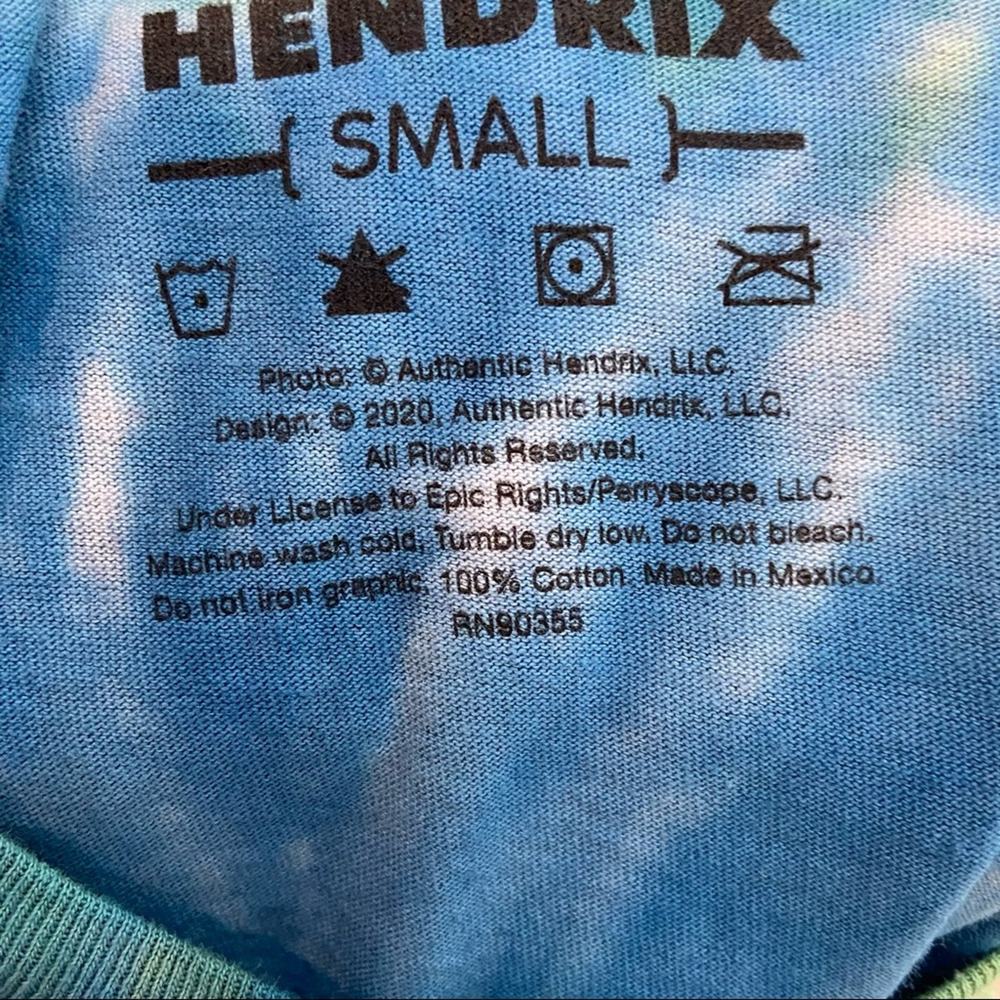 HENDRIX
{ SMALL }
Photo: © Authentic Hendrix, LLC.
Design: © 2020, Authentic Hendrix, LLC.
All Rights Reserved.
Under License to Epic Rights/Perryscope, LLC.
Machine wash cold. Tumble dry low. Do not bleach.
Do not iron graphic. 100% Cotton. Made in Mexico.
RN90355